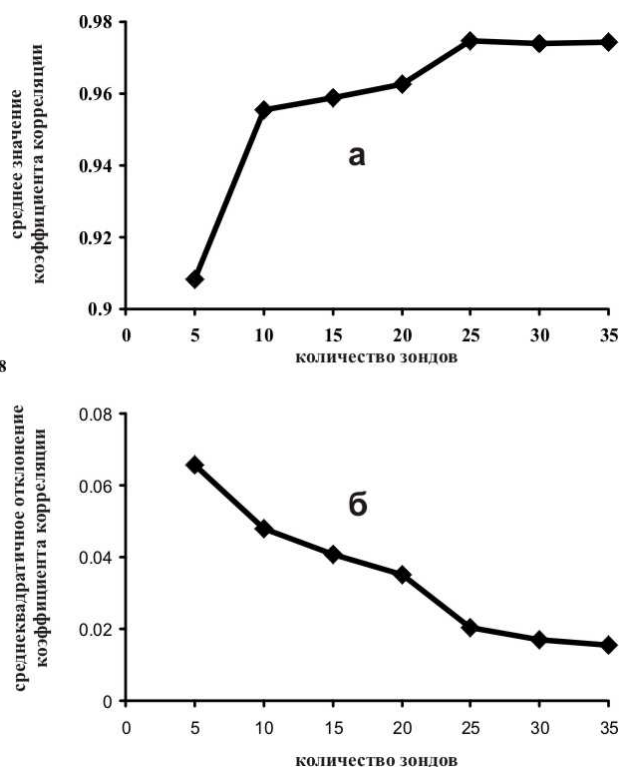 0.98
0.96
0.94
0.92
0.9
среднее значение
коэффициента корреляции
а
0 5 10 15 20 25 30 35
количество зондов
8
0.08
0.06
0.04
0.02
0
среднеквадратичное отклонение
коэффициента корреляции
б
0 5 10 15 20 25 30 35
количество зондов